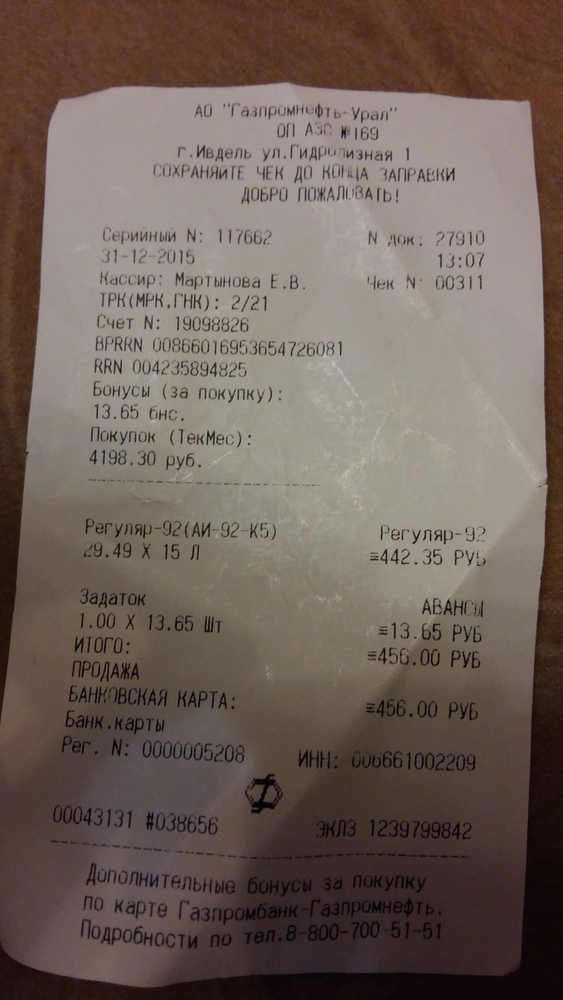 АО "Газпромнефть-Урал"
ОП АЗС №169
г.Ивдель ул.Гидролизная 1
СОХРАНЯЙТЕ ЧЕК ДО КОНЦА ЗАПРАВКИ
ДОБРО ПОЖАЛОВАТЬ!
Серийный N: 117662 N док: 27910
31-12-2015 13:07
Кассир: Мартынова Е.В. Чек N: 00311
ТРК(МРК,ГНК): 2/21
Счет N: 19098826
BPRRN 00866016953654726081
RRN 004235894825
Бонусы (за покупку):
13.65 бнс.
Покупок (ТекМес):
4198.30 руб.
Регуляр-92(АИ-92-К5) Регуляр-92
29.49 X 15 Л ≡442.35 РУБ
Задаток АВАНСЫ
1.00 X 13.65 Шт ≡13.65 РУБ
ИТОГО: ≡456.00 РУБ
ПРОДАЖА
БАНКОВСКАЯ КАРТА: ≡456.00 РУБ
Банк.карты
Рег. N: 0000005208 ИНН: 006661002209
00043131 #038656 ЭКЛЗ 1239799842
Дополнительные бонусы за покупку
по карте Газпромбанк-Газпромнефть.
Подробности по тел.8-800-700-51-51